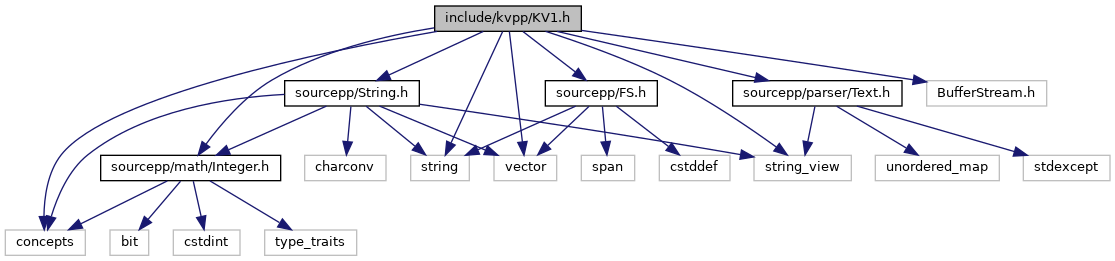 include/kvpp/KV1.h
sourcepp/String.h
sourcepp/FS.h
sourcepp/parser/Text.h
BufferStream.h
sourcepp/math/Integer.h
charconv
string
vector
span
cstddef
string_view
unordered_map
stdexcept
concepts
bit
cstdint
type_traits